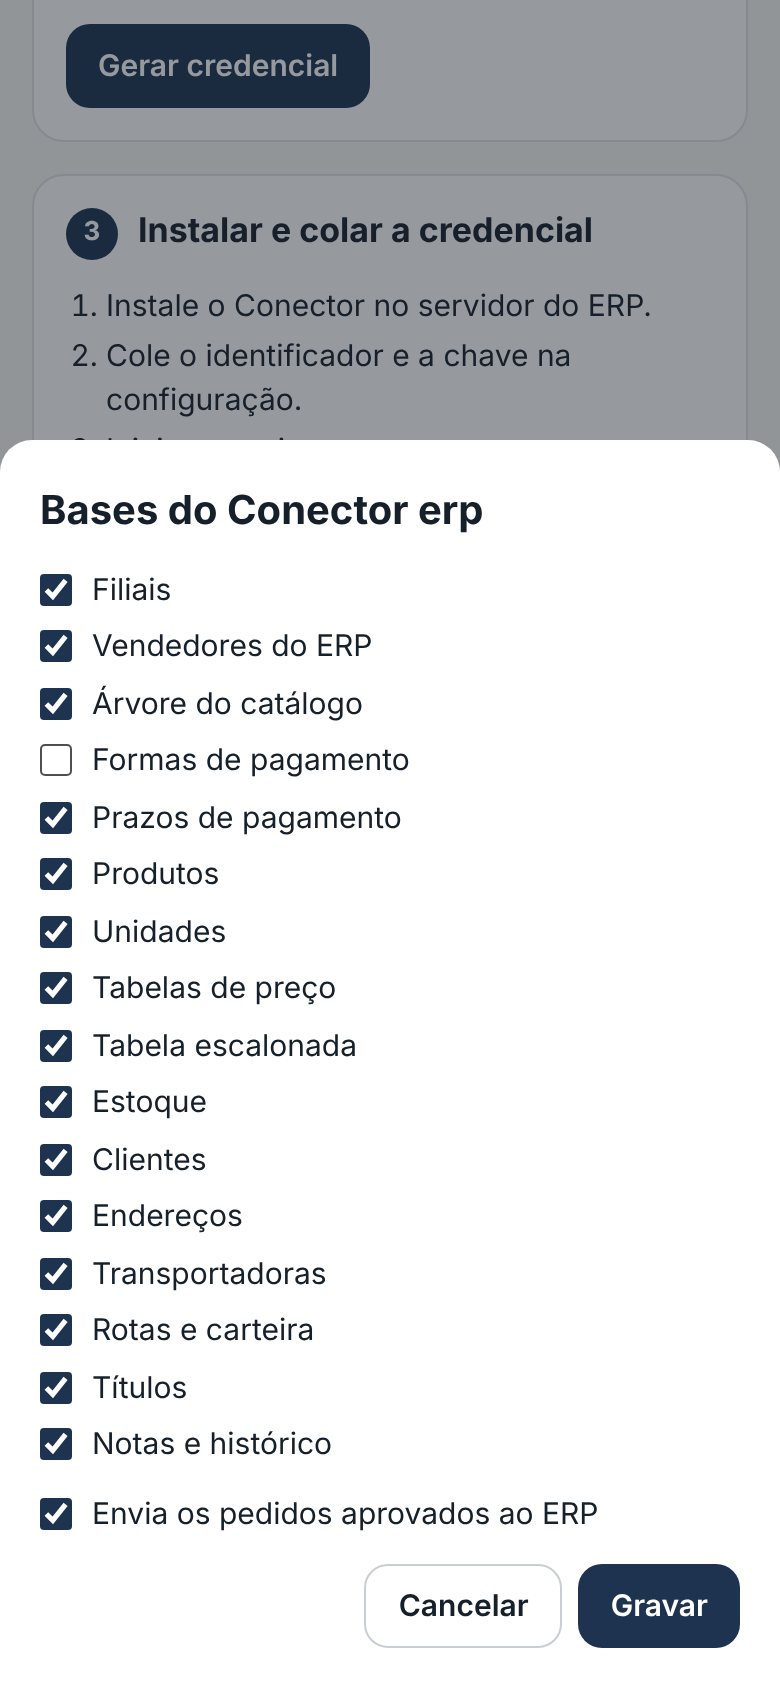 Gerar credencial
3 Instalar e colar a credencial
1. Instale o Conector no servidor do ERP.
2. Cole o identificador e a chave na
configuração.
Bases do Conector erp
Filiais
Vendedores do ERP
Árvore do catálogo
Formas de pagamento
Prazos de pagamento
Produtos
Unidades
Tabelas de preço
Tabela escalonada
Estoque
Clientes
Endereços
Transportadoras
Rotas e carteira
Títulos
Notas e histórico
Envia os pedidos aprovados ao ERP
Cancelar
Gravar